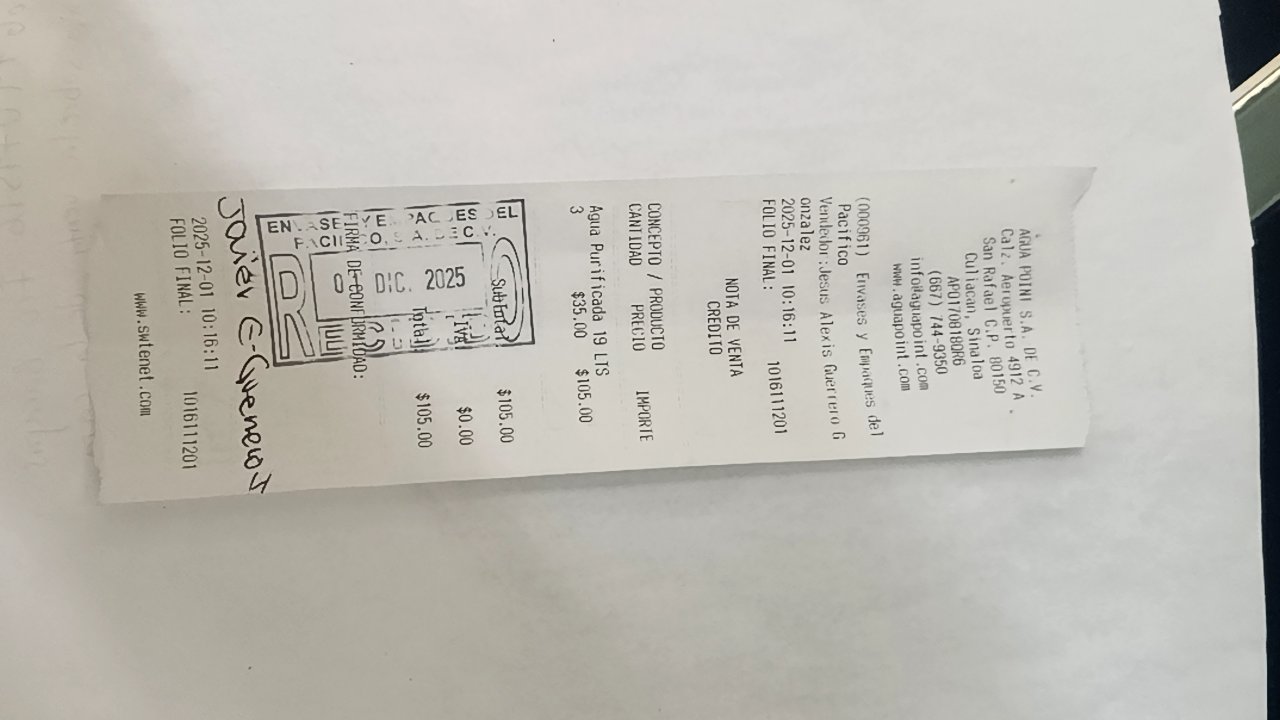 AGUA POINT S.A. DE C.V.
Calz. Aeropuerto 4912 A
San Rafael C.P. 80150
Culiacan, Sinaloa
APO170818DR6
(667) 744-9350
info@aguapoint.com
www.aguapoint.com
(000961) Envases y Empaques del
Pacifico
Vendedor:Jesus Alexis Guerrero G
onzalez
2025-12-01 10:16:11
FOLIO FINAL: 1016111201
NOTA DE VENTA
CREDITO
CONCEPTO / PRODUCTO
CANTIDAD PRECIO IMPORTE
Agua Purificada 19 LTS
3 $35.00 $105.00
SubTotal $105.00
Iva $0.00
Total $105.00
ENVASES Y EMPAQUES DEL
PACIFICO, S.A. DE C.V.
DIC. 2025
FIRMA DE CONFORMIDAD:
Javier
2025-12-01 10:16:11
FOLIO FINAL: 1016111201
www.swtenet.com